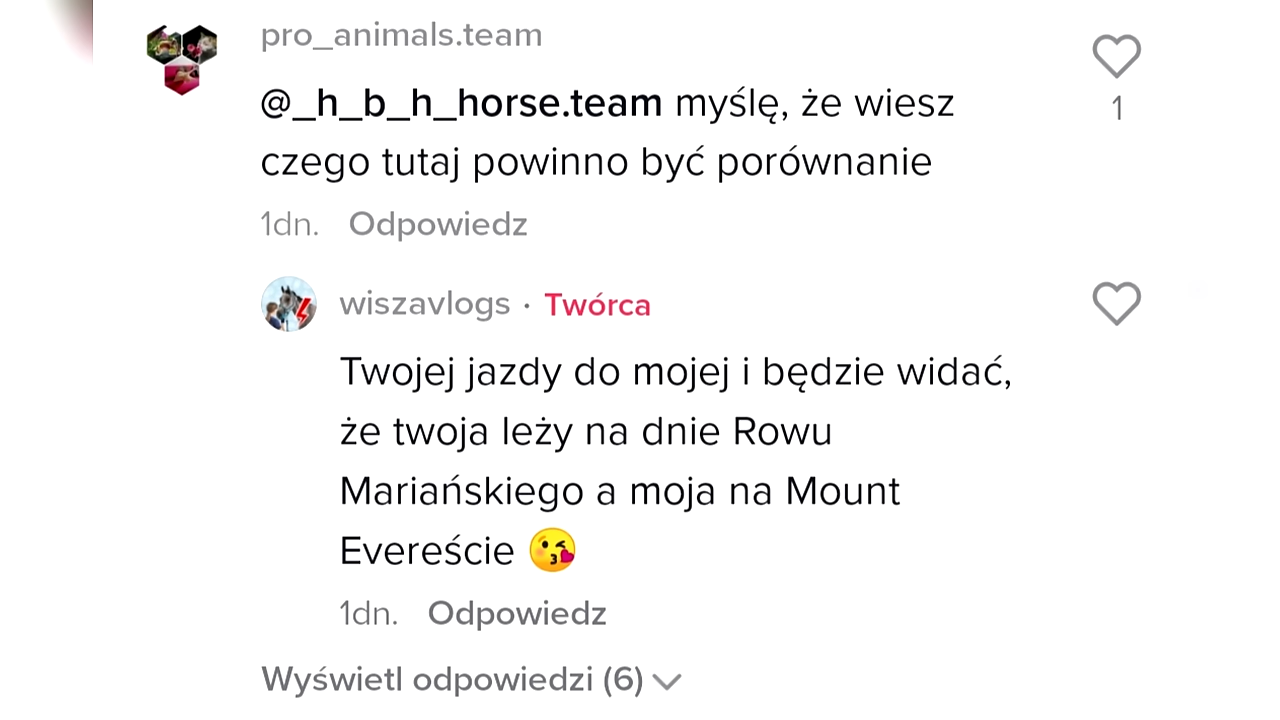 pro_animals.team
@_h_b_h_horse.team myślę, że wiesz
czego tutaj powinno być porównanie
1
1dn. Odpowiedz
wiszavlogs · Twórca
Twojej jazdy do mojej i będzie widać,
że twoja leży na dnie Rowu
Mariańskiego a moja na Mount
Evereście 😘
1dn. Odpowiedz
Wyświetl odpowiedzi (6)